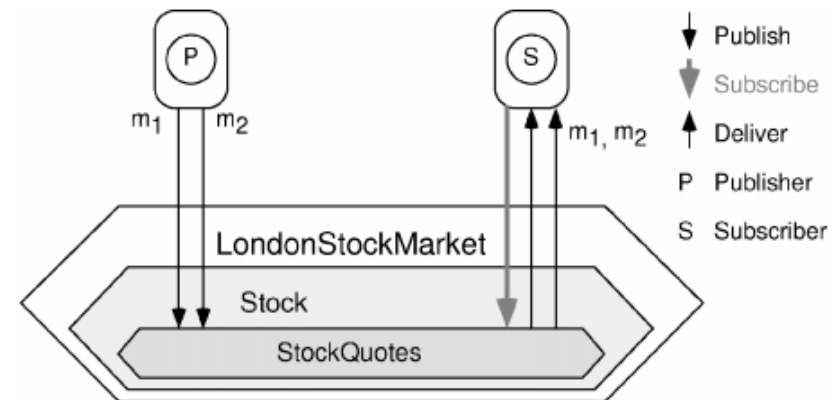 P
S
Publish
Subscribe
m1
m2
m1, m2
Deliver
P Publisher
S Subscriber
LondonStockMarket
Stock
StockQuotes